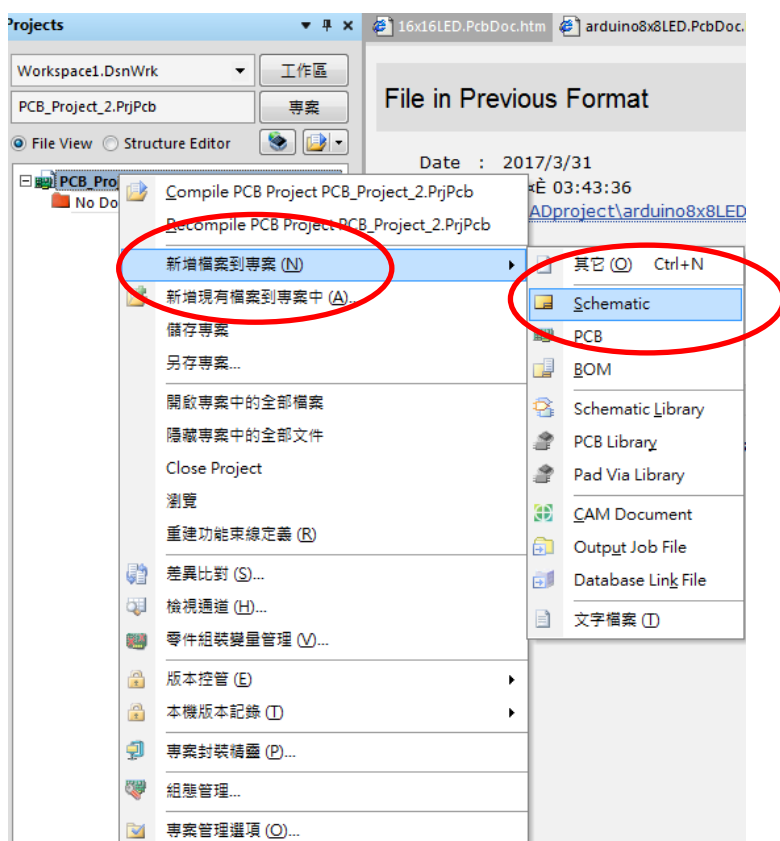 Projects
16x16LED.PcbDoc.htm
arduino8x8LED.PcbDoc.
Workspace1.DsnWrk
工作區
PCB_Project_2.PrjPcb
專案
File View
Structure Editor
File in Previous Format
Date : 2017/3/31
03:43:36
ADproject\arduino8x8LED
PCB_Pro
No Do
Compile PCB Project PCB_Project_2.PrjPcb
Recompile PCB Project PCB_Project_2.PrjPcb
新增檔案到專案 (N)
新增現有檔案到專案中 (A)...
儲存專案
另存專案...
開啟專案中的全部檔案
隱藏專案中的全部文件
Close Project
瀏覽
重建功能束線定義 (R)
差異比對 (S)...
檢視通道 (H)...
零件組裝變量管理 (V)...
版本控管 (E)
本機版本記錄 (T)
專案封裝精靈 (P)...
組態管理...
專案管理選項 (O)...
其它 (O) Ctrl+N
Schematic
PCB
BOM
Schematic Library
PCB Library
Pad Via Library
CAM Document
Output Job File
Database Link File
文字檔案 (T)